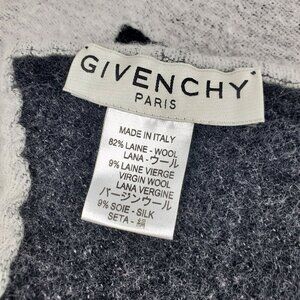 GIVENCHY
PARIS
MADE IN ITALY
82% LAINE - WOOL
LANA - ウール
9% LAINE VIERGE
VIRGIN WOOL
LANA VERGINE
バージンウール
9% SOIE - SILK
SETA - 絹